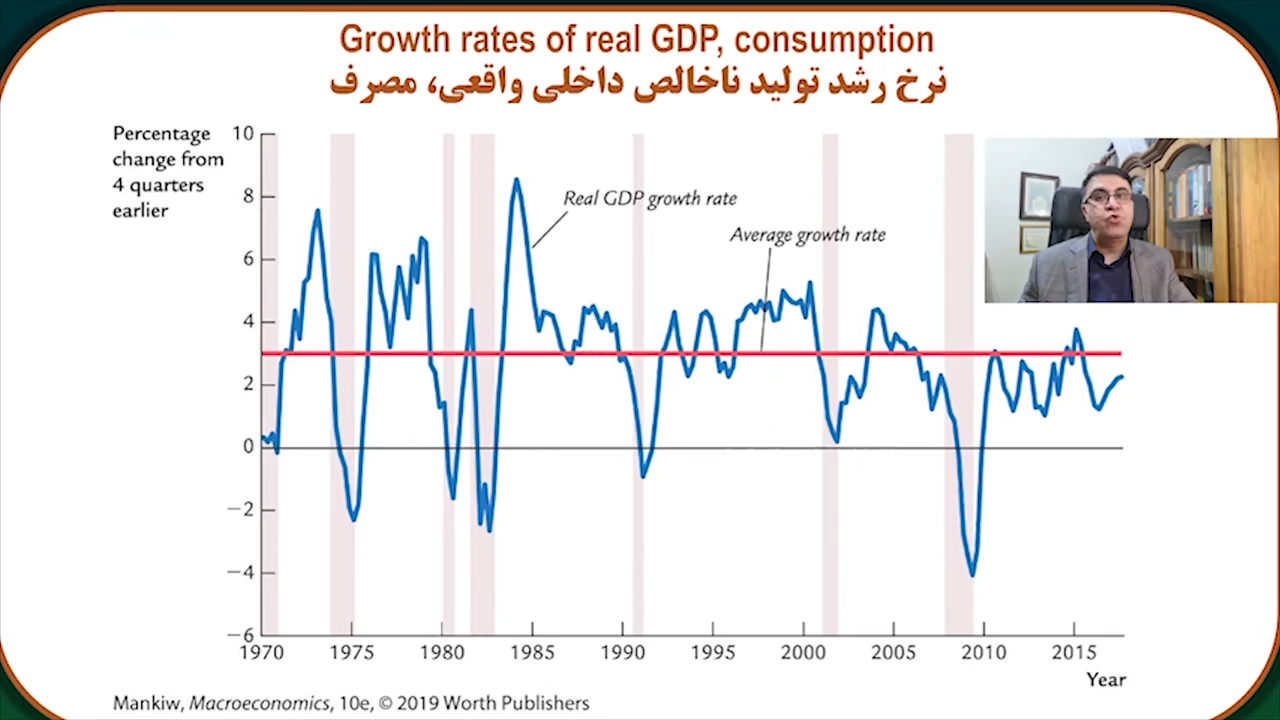 Growth rates of real GDP, consumption
نرخ رشد تولید ناخالص داخلی واقعی، مصرف
Percentage
change from
4 quarters
earlier
10
8
6
4
2
0
−2
−4
−6
Real GDP growth rate
Average growth rate
1970 1975 1980 1985 1990 1995 2000 2005 2010 2015
Year
Mankiw, Macroeconomics, 10e, © 2019 Worth Publishers